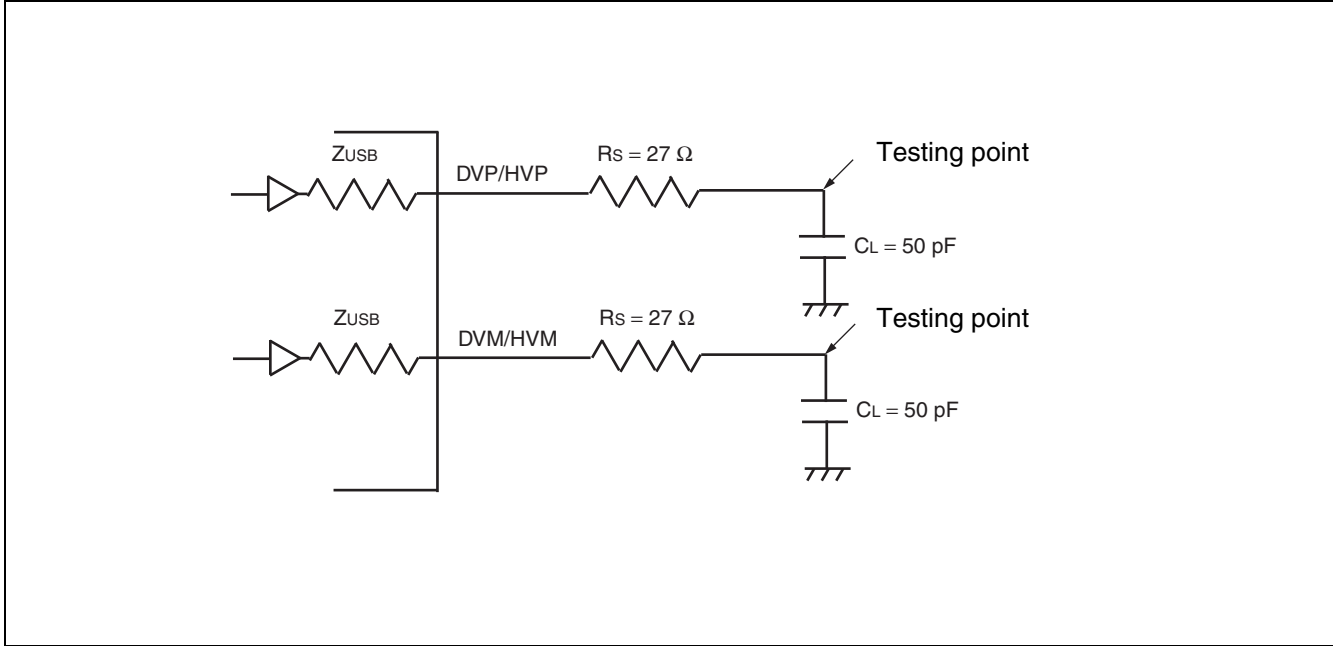 ZUSB
DVP/HVP
RS = 27 Ω
Testing point
CL = 50 pF
ZUSB
DVM/HVM
RS = 27 Ω
Testing point
CL = 50 pF